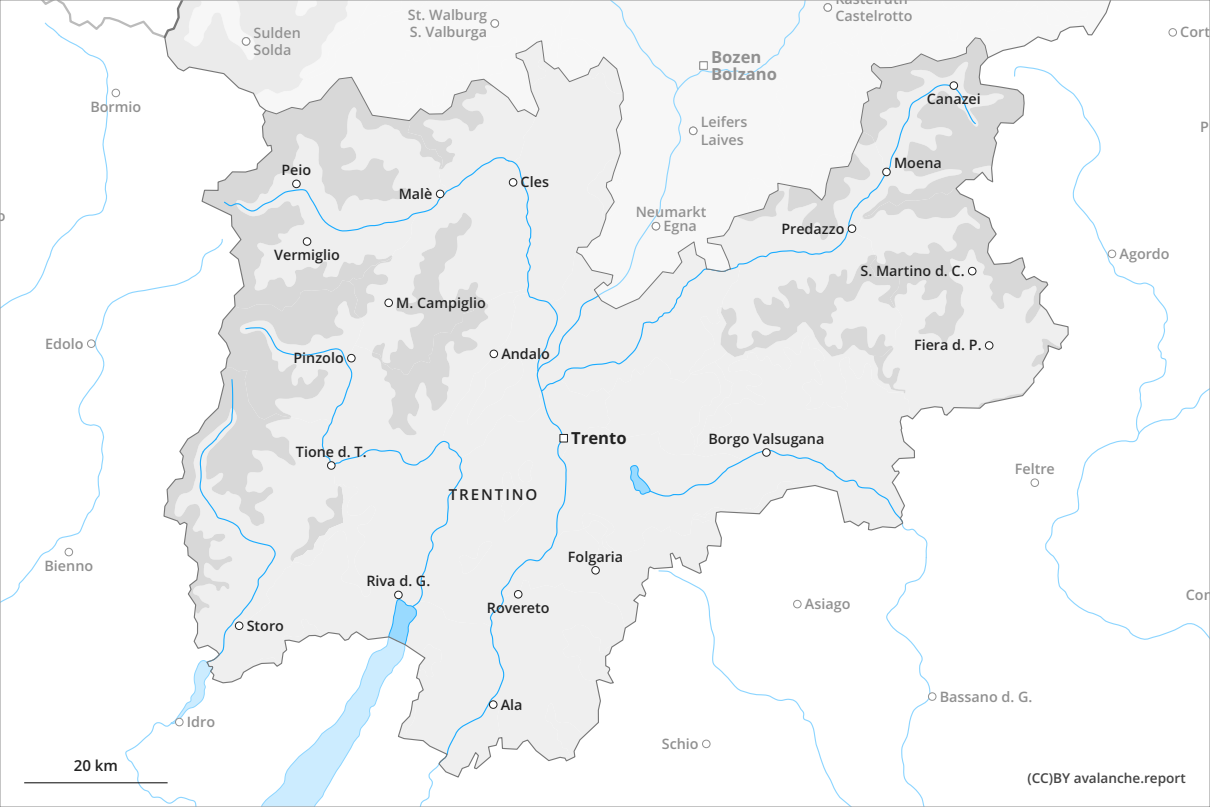 Kastelruth
Castelrotto
St. Walburg
S. Valburga
Sulden
Solda
Cort
Bozen
Bolzano
Bormio
Canazei
Leifers
Laives
P
Moena
Peio
Malè
Cles
Neumarkt
Egna
Predazzo
Vermiglio
Agordo
S. Martino d. C.
M. Campiglio
Edolo
Pinzolo
Andalo
Fiera d. P.
Trento
Borgo Valsugana
Tione d. T.
Feltre
TRENTINO
Bienno
Folgaria
Riva d. G.
Rovereto
Asiago
Cor
Storo
Bassano d. G.
Ala
Idro
Schio
20 km
(CC)BY avalanche.report